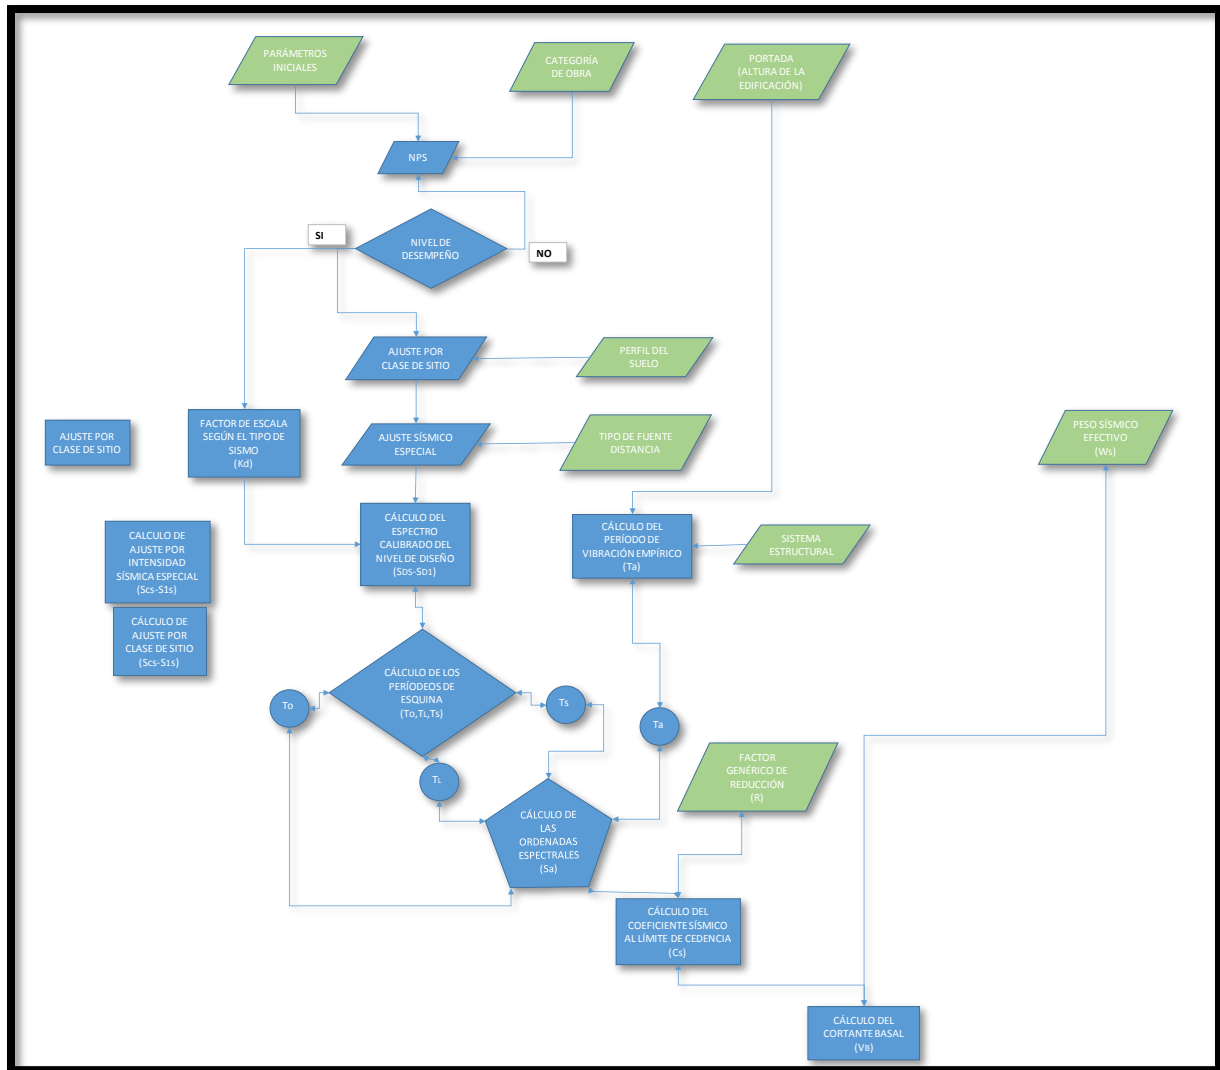 PARÁMETROS
INICIALES
CATEGORÍA
DE OBRA
PORTADA
(ALTURA DE LA
EDIFICACIÓN)
NPS
SI
NIVEL DE
DESEMPEÑO
NO
AJUSTE POR
CLASE DE SITIO
PERFIL DEL
SUELO
AJUSTE POR
CLASE DE SITIO
FACTOR DE ESCALA
SEGÚN EL TIPO DE
SISMO
(Kd)
AJUSTE SÍSMICO
ESPECIAL
TIPO DE FUENTE
DISTANCIA
PESO SÍSMICO
EFECTIVO
(Ws)
CÁLCULO DEL
ESPECTRO
CALIBRADO DEL
NIVEL DE DISEÑO
(SDS-SD1)
CÁLCULO DEL
PERÍODO DE
VIBRACIÓN EMPÍRICO
(Ta)
SISTEMA
ESTRUCTURAL
CALCULO DE
AJUSTE POR
INTENSIDAD
SÍSMICA ESPECIAL
(Scs-S1s)
CÁLCULO DE
AJUSTE POR
CLASE DE SITIO
(Scs-S1s)
CÁLCULO DE LOS
PERÍODEOS DE
ESQUINA
(To,TL,Ts)
To
Ts
Ta
TL
FACTOR
GENÉRICO DE
REDUCCIÓN
(R)
CÁLCULO DE
LAS
ORDENADAS
ESPECTRALES
(Sa)
CÁLCULO DEL
COEFICIENTE SÍSMICO
AL LÍMITE DE CEDENCIA
(Cs)
CÁLCULO DEL
CORTANTE BASAL
(VB)